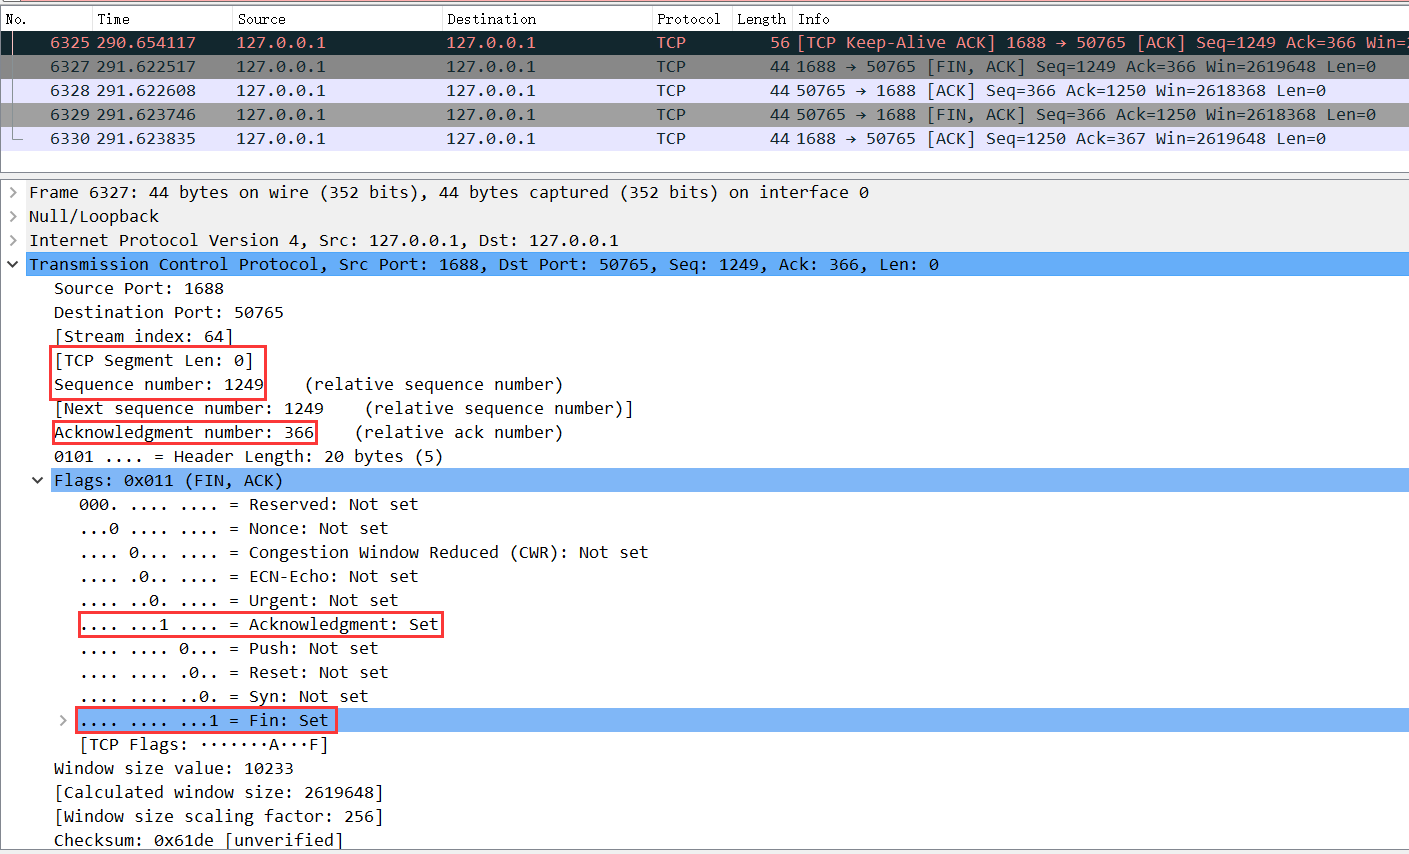 No. Time Source Destination Protocol Length Info
6325 290.654117 127.0.0.1 127.0.0.1 TCP 56 [TCP Keep-Alive ACK] 1688 → 50765 [ACK] Seq=1249 Ack=366 Win=2
6327 291.622517 127.0.0.1 127.0.0.1 TCP 44 1688 → 50765 [FIN, ACK] Seq=1249 Ack=366 Win=2619648 Len=0
6328 291.622608 127.0.0.1 127.0.0.1 TCP 44 50765 → 1688 [ACK] Seq=366 Ack=1250 Win=2618368 Len=0
6329 291.623746 127.0.0.1 127.0.0.1 TCP 44 50765 → 1688 [FIN, ACK] Seq=366 Ack=1250 Win=2618368 Len=0
6330 291.623835 127.0.0.1 127.0.0.1 TCP 44 1688 → 50765 [ACK] Seq=1250 Ack=367 Win=2619648 Len=0
Frame 6327: 44 bytes on wire (352 bits), 44 bytes captured (352 bits) on interface 0
Null/Loopback
Internet Protocol Version 4, Src: 127.0.0.1, Dst: 127.0.0.1
Transmission Control Protocol, Src Port: 1688, Dst Port: 50765, Seq: 1249, Ack: 366, Len: 0
Source Port: 1688
Destination Port: 50765
[Stream index: 64]
[TCP Segment Len: 0]
Sequence number: 1249 (relative sequence number)
[Next sequence number: 1249 (relative sequence number)]
Acknowledgment number: 366 (relative ack number)
0101 .... = Header Length: 20 bytes (5)
Flags: 0x011 (FIN, ACK)
000. .... .... = Reserved: Not set
...0 .... .... = Nonce: Not set
.... 0... .... = Congestion Window Reduced (CWR): Not set
.... .0.. .... = ECN-Echo: Not set
.... ..0. .... = Urgent: Not set
.... ...1 .... = Acknowledgment: Set
.... .... 0... = Push: Not set
.... .... .0.. = Reset: Not set
.... .... ..0. = Syn: Not set
.... .... ...1 = Fin: Set
[TCP Flags: ·······A···F]
Window size value: 10233
[Calculated window size: 2619648]
[Window size scaling factor: 256]
Checksum: 0x61de [unverified]